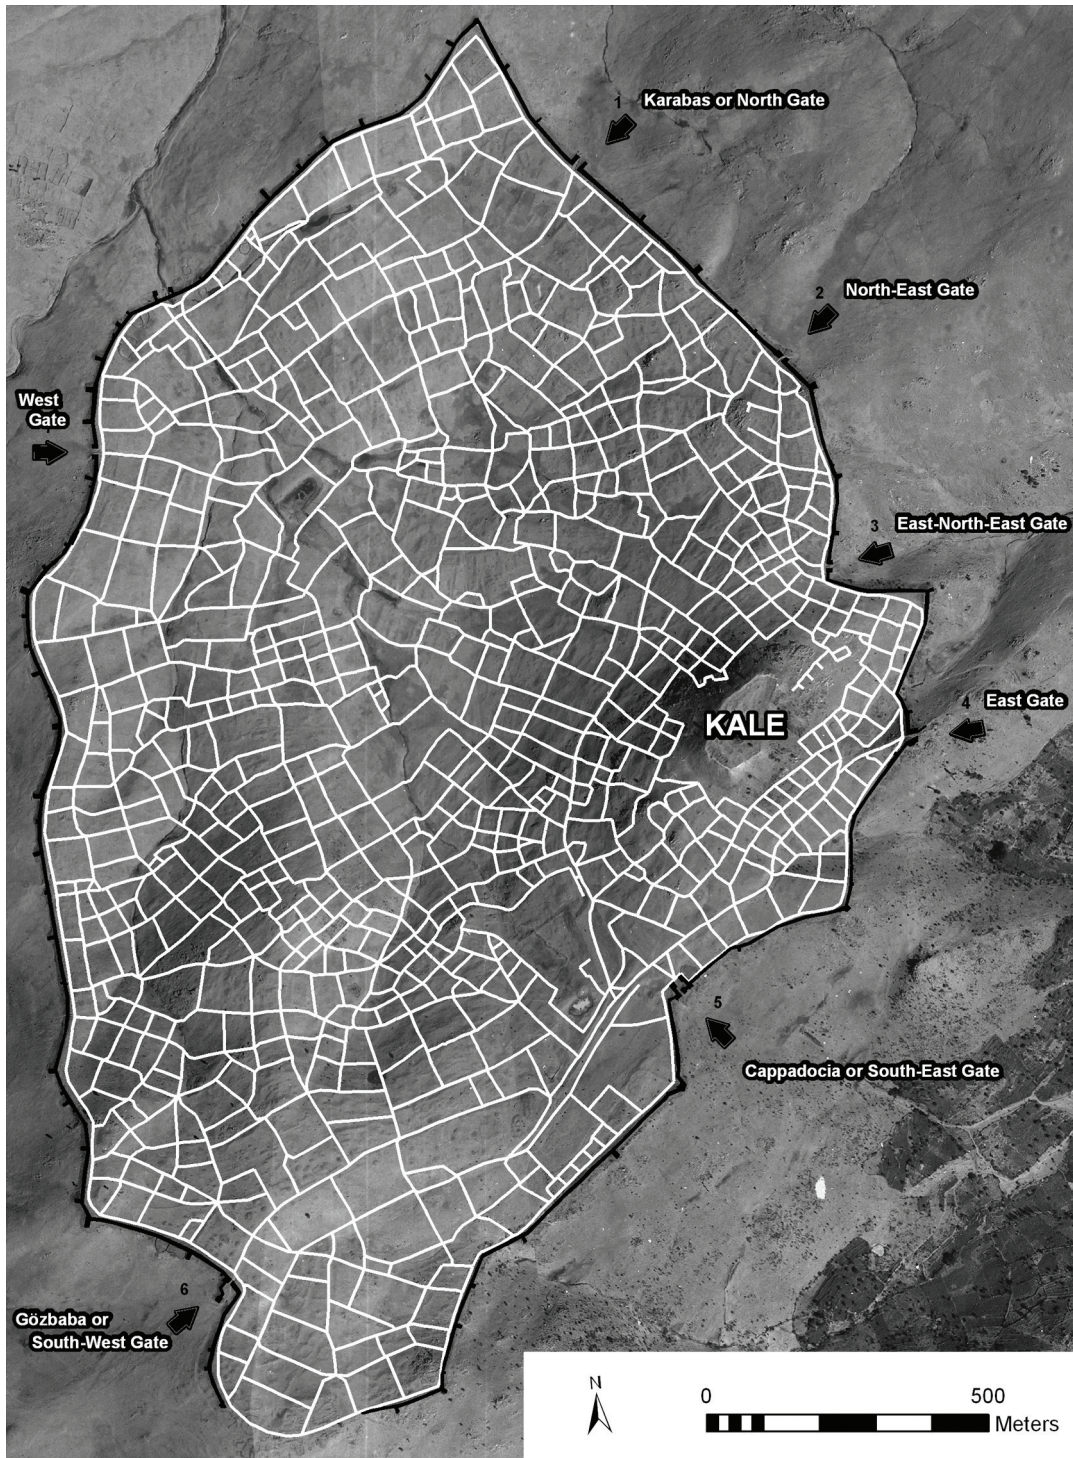 1
Karabas or North Gate
2
North-East Gate
West
Gate
3
East-North-East Gate
4
East Gate
KALE
5
Cappadocia or South-East Gate
6
Gözbaba or
South-West Gate
N
0 500
Meters